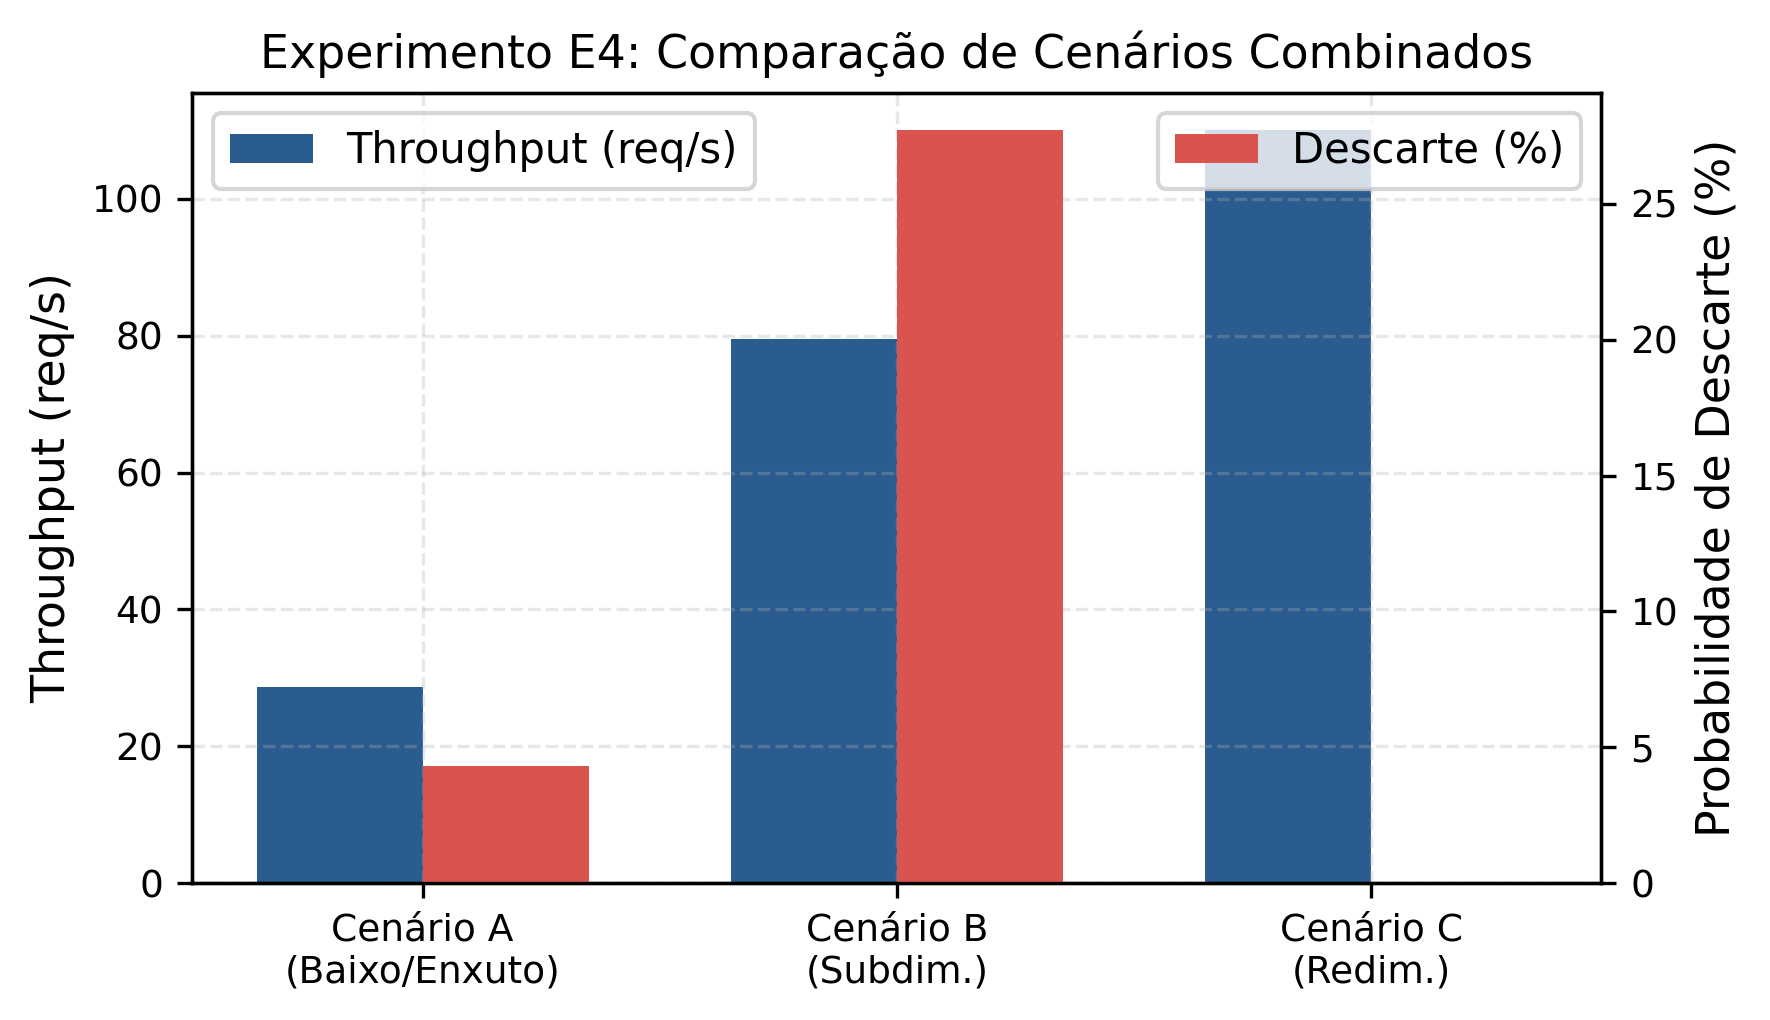 Experimento E4: Comparação de Cenários Combinados
Throughput (req/s)
Descarte (%)
Throughput (req/s)
100
80
60
40
20
0
25
20
15
10
5
0
Probabilidade de Descarte (%)
Cenário A
(Baixo/Enxuto)
Cenário B
(Subdim.)
Cenário C
(Redim.)